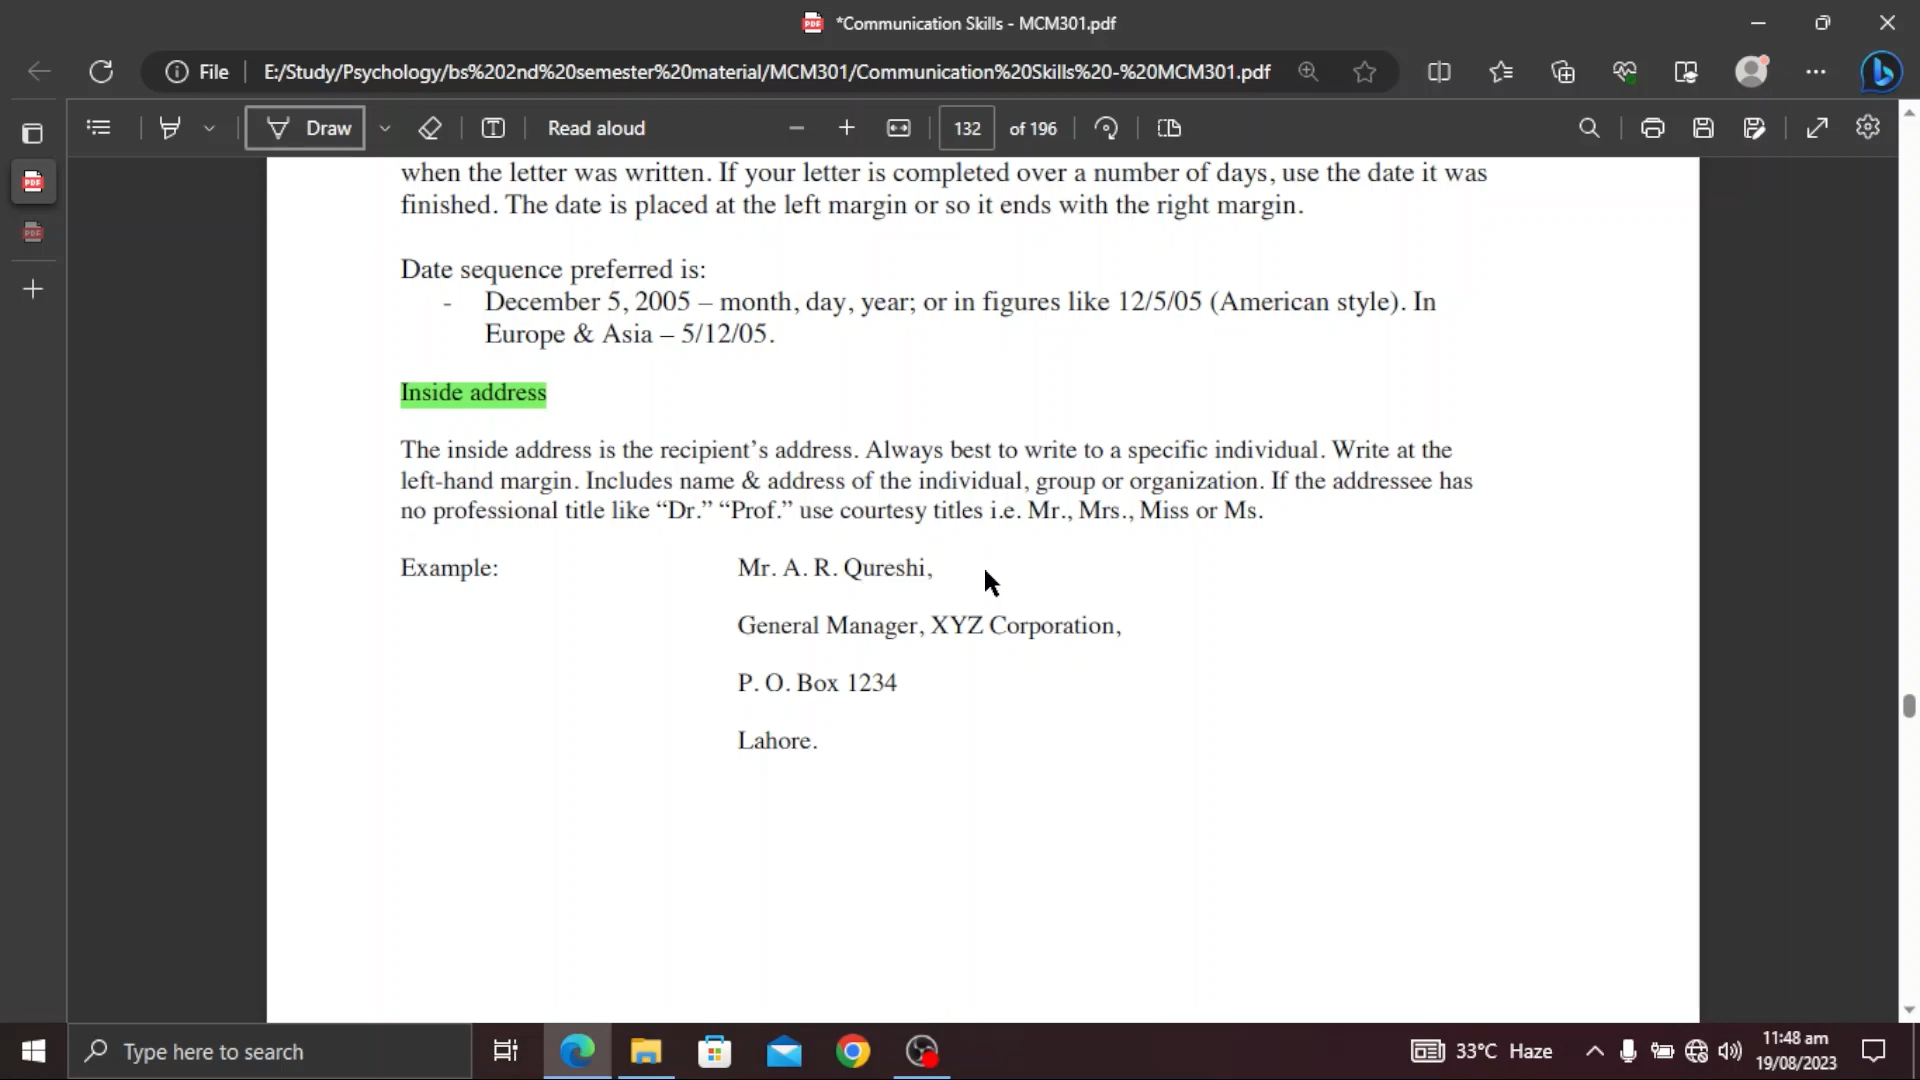 *Communication Skills - MCM301.pdf
File
E:/Study/Psychology/bs%202nd%20semester%20material/MCM301/Communication%20Skills%20-%20MCM301.pdf
Draw
Read aloud
132
of 196
when the letter was written. If your letter is completed over a number of days, use the date it was
finished. The date is placed at the left margin or so it ends with the right margin.
Date sequence preferred is:
- December 5, 2005 – month, day, year; or in figures like 12/5/05 (American style). In
Europe & Asia – 5/12/05.
Inside address
The inside address is the recipient’s address. Always best to write to a specific individual. Write at the
left-hand margin. Includes name & address of the individual, group or organization. If the addressee has
no professional title like “Dr.” “Prof.” use courtesy titles i.e. Mr., Mrs., Miss or Ms.
Example: Mr. A. R. Qureshi,
General Manager, XYZ Corporation,
P. O. Box 1234
Lahore.
Type here to search
33°C Haze
11:48 am
19/08/2023